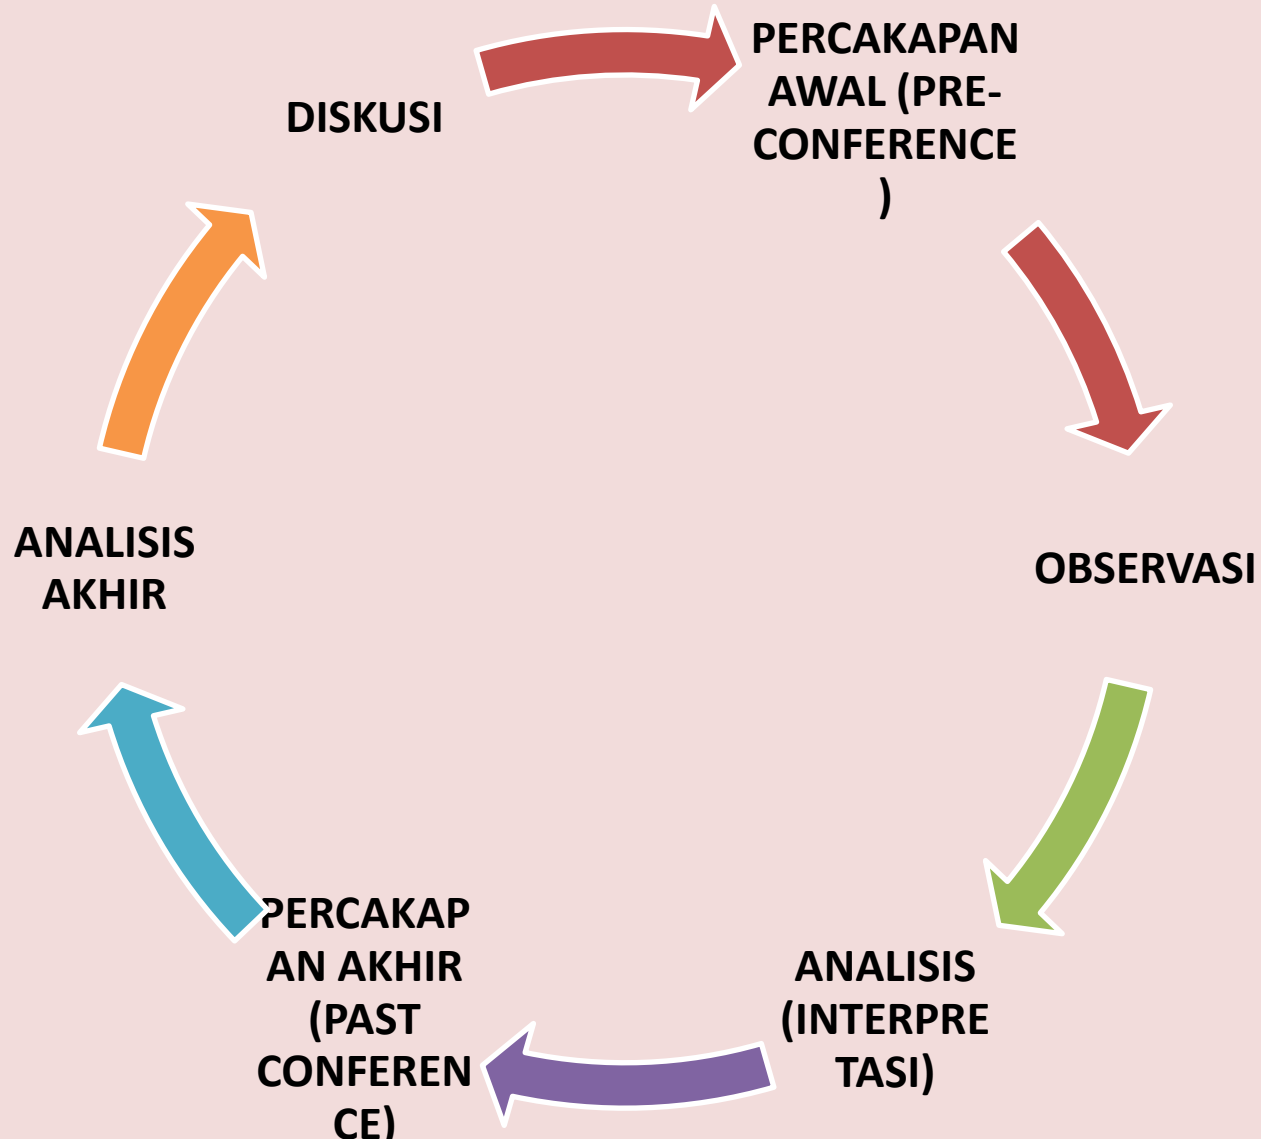 DISKUSI
PERCAKAPAN
AWAL (PRE-
CONFERENCE
)
OBSERVASI
ANALISIS
(INTERPRE
TASI)
PERCAKAP
AN AKHIR
(PAST
CONFEREN
CE)
ANALISIS
AKHIR